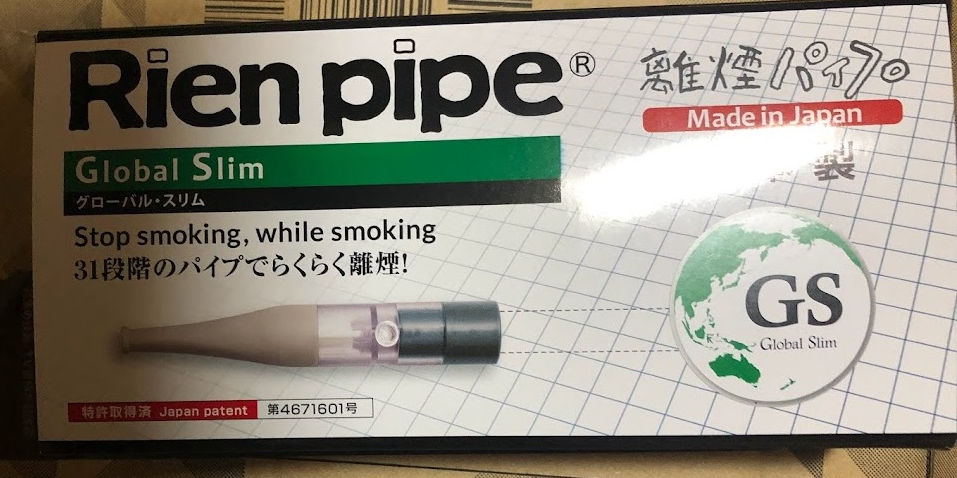 Rien pipe®
離煙パイプ
Made in Japan
製
Global Slim
グローバル・スリム
Stop smoking, while smoking
31段階のパイプでらくらく離煙!
GS
Global Slim
特許取得済 Japan patent 第4671601号